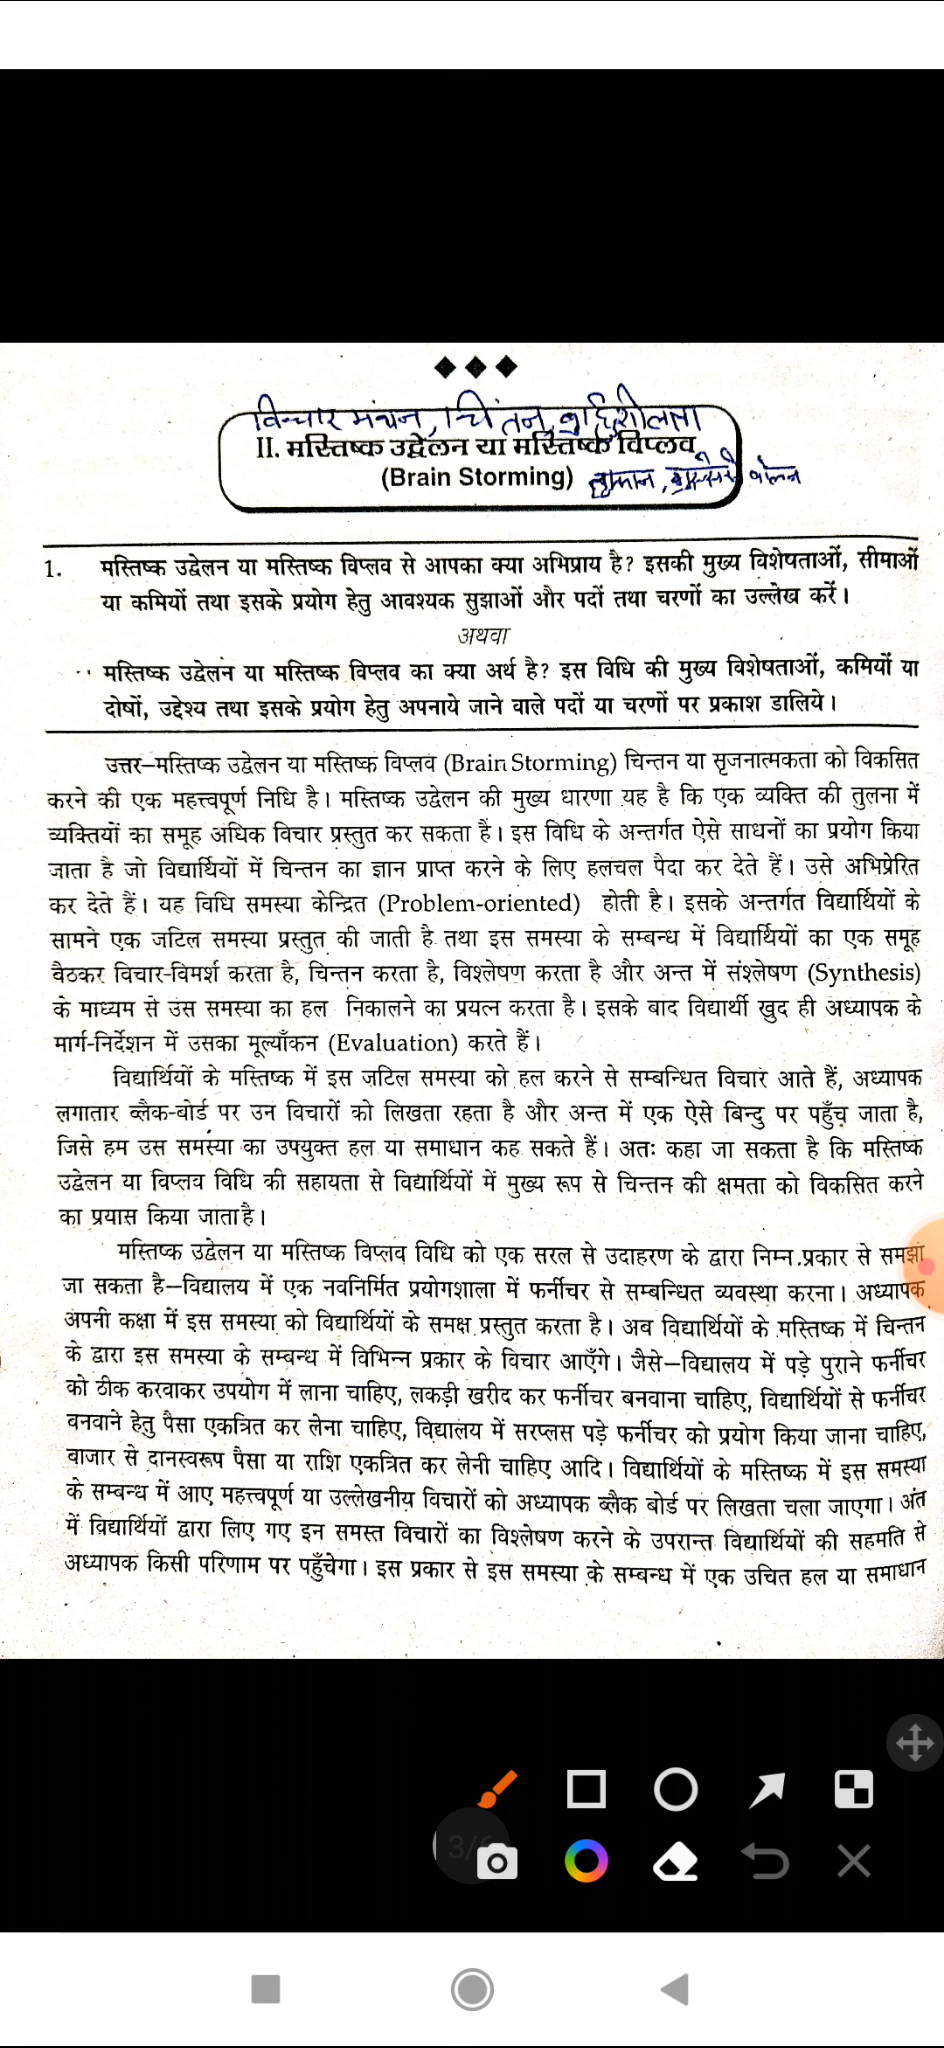 विचार मंथन, चिंतन,
II. मस्तिष्क उद्वेलन या मस्तिष्क विप्लव
(Brain Storming)
1. मस्तिष्क उद्वेलन या मस्तिष्क विप्लव से आपका क्या अभिप्राय है? इसकी मुख्य विशेषताओं, सीमाओं
या कमियों तथा इसके प्रयोग हेतु आवश्यक सुझाओं और पदों तथा चरणों का उल्लेख करें।
अथवा
मस्तिष्क उद्वेलन या मस्तिष्क विप्लव का क्या अर्थ है? इस विधि की मुख्य विशेषताओं, कमियों या
दोषों, उद्देश्य तथा इसके प्रयोग हेतु अपनाये जाने वाले पदों या चरणों पर प्रकाश डालिये।
उत्तर–मस्तिष्क उद्वेलन या मस्तिष्क विप्लव (Brain Storming) चिन्तन या सृजनात्मकता को विकसित
करने की एक महत्त्वपूर्ण निधि है। मस्तिष्क उद्वेलन की मुख्य धारणा यह है कि एक व्यक्ति की तुलना में
व्यक्तियों का समूह अधिक विचार प्रस्तुत कर सकता है। इस विधि के अन्तर्गत ऐसे साधनों का प्रयोग किया
जाता है जो विद्यार्थियों में चिन्तन का ज्ञान प्राप्त करने के लिए हलचल पैदा कर देते हैं। उसे अभिप्रेरित
कर देते हैं। यह विधि समस्या केन्द्रित (Problem-oriented) होती है। इसके अन्तर्गत विद्यार्थियों के
सामने एक जटिल समस्या प्रस्तुत की जाती है तथा इस समस्या के सम्बन्ध में विद्यार्थियों का एक समूह
बैठकर विचार-विमर्श करता है, चिन्तन करता है, विश्लेषण करता है और अन्त में संश्लेषण (Synthesis)
के माध्यम से उस समस्या का हल निकालने का प्रयत्न करता है। इसके बाद विद्यार्थी खुद ही अध्यापक के
मार्ग-निर्देशन में उसका मूल्याँकन (Evaluation) करते हैं।
विद्यार्थियों के मस्तिष्क में इस जटिल समस्या को हल करने से सम्बन्धित विचार आते हैं, अध्यापक
लगातार ब्लैक-बोर्ड पर उन विचारों को लिखता रहता है और अन्त में एक ऐसे बिन्दु पर पहुँच जाता है,
जिसे हम उस समस्या का उपयुक्त हल या समाधान कह सकते हैं। अतः कहा जा सकता है कि मस्तिष्क
उद्वेलन या विप्लव विधि की सहायता से विद्यार्थियों में मुख्य रूप से चिन्तन की क्षमता को विकसित करने
का प्रयास किया जाता है।
मस्तिष्क उद्वेलन या मस्तिष्क विप्लव विधि को एक सरल से उदाहरण के द्वारा निम्न प्रकार से समझा
जा सकता है–विद्यालय में एक नवनिर्मित प्रयोगशाला में फर्नीचर से सम्बन्धित व्यवस्था करना। अध्यापक
अपनी कक्षा में इस समस्या को विद्यार्थियों के समक्ष प्रस्तुत करता है। अब विद्यार्थियों के मस्तिष्क में चिन्तन
के द्वारा इस समस्या के सम्बन्ध में विभिन्न प्रकार के विचार आएँगे। जैसे–विद्यालय में पड़े पुराने फर्नीचर
को ठीक करवाकर उपयोग में लाना चाहिए, लकड़ी खरीद कर फर्नीचर बनवाना चाहिए, विद्यार्थियों से फर्नीचर
बनवाने हेतु पैसा एकत्रित कर लेना चाहिए, विद्यालय में सरप्लस पड़े फर्नीचर को प्रयोग किया जाना चाहिए,
बाजार से दानस्वरूप पैसा या राशि एकत्रित कर लेनी चाहिए आदि। विद्यार्थियों के मस्तिष्क में इस समस्या
के सम्बन्ध में आए महत्त्वपूर्ण या उल्लेखनीय विचारों को अध्यापक ब्लैक बोर्ड पर लिखता चला जाएगा। अंत
में विद्यार्थियों द्वारा लिए गए इन समस्त विचारों का विश्लेषण करने के उपरान्त विद्यार्थियों की सहमति से
अध्यापक किसी परिणाम पर पहुँचेगा। इस प्रकार से इस समस्या के सम्बन्ध में एक उचित हल या समाधान